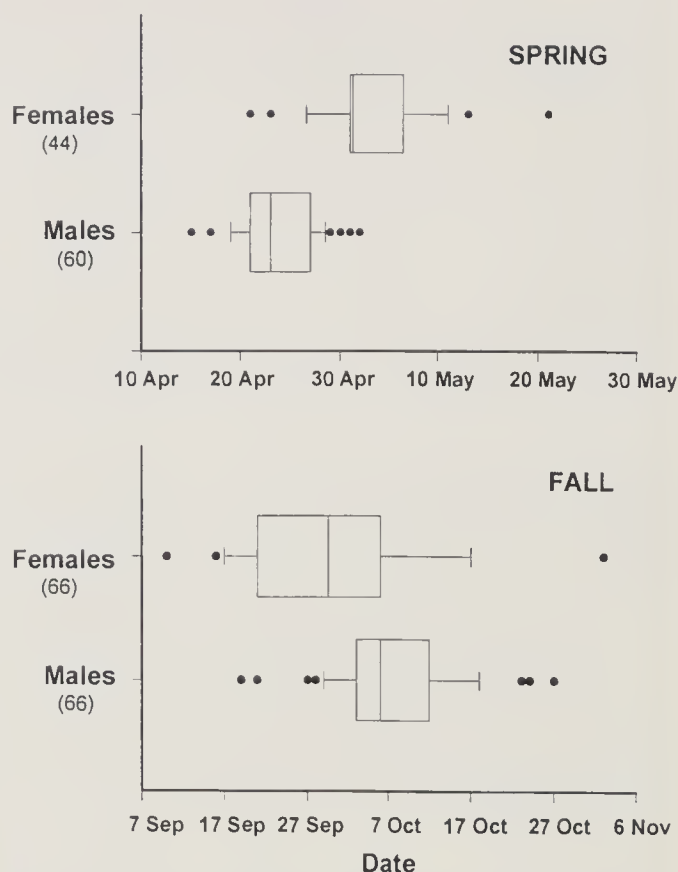 SPRING
Females
(44)
Males
(60)
10 Apr 20 Apr 30 Apr 10 May 20 May 30 May
FALL
Females
(66)
Males
(66)
7 Sep 17 Sep 27 Sep 7 Oct 17 Oct 27 Oct 6 Nov
Date